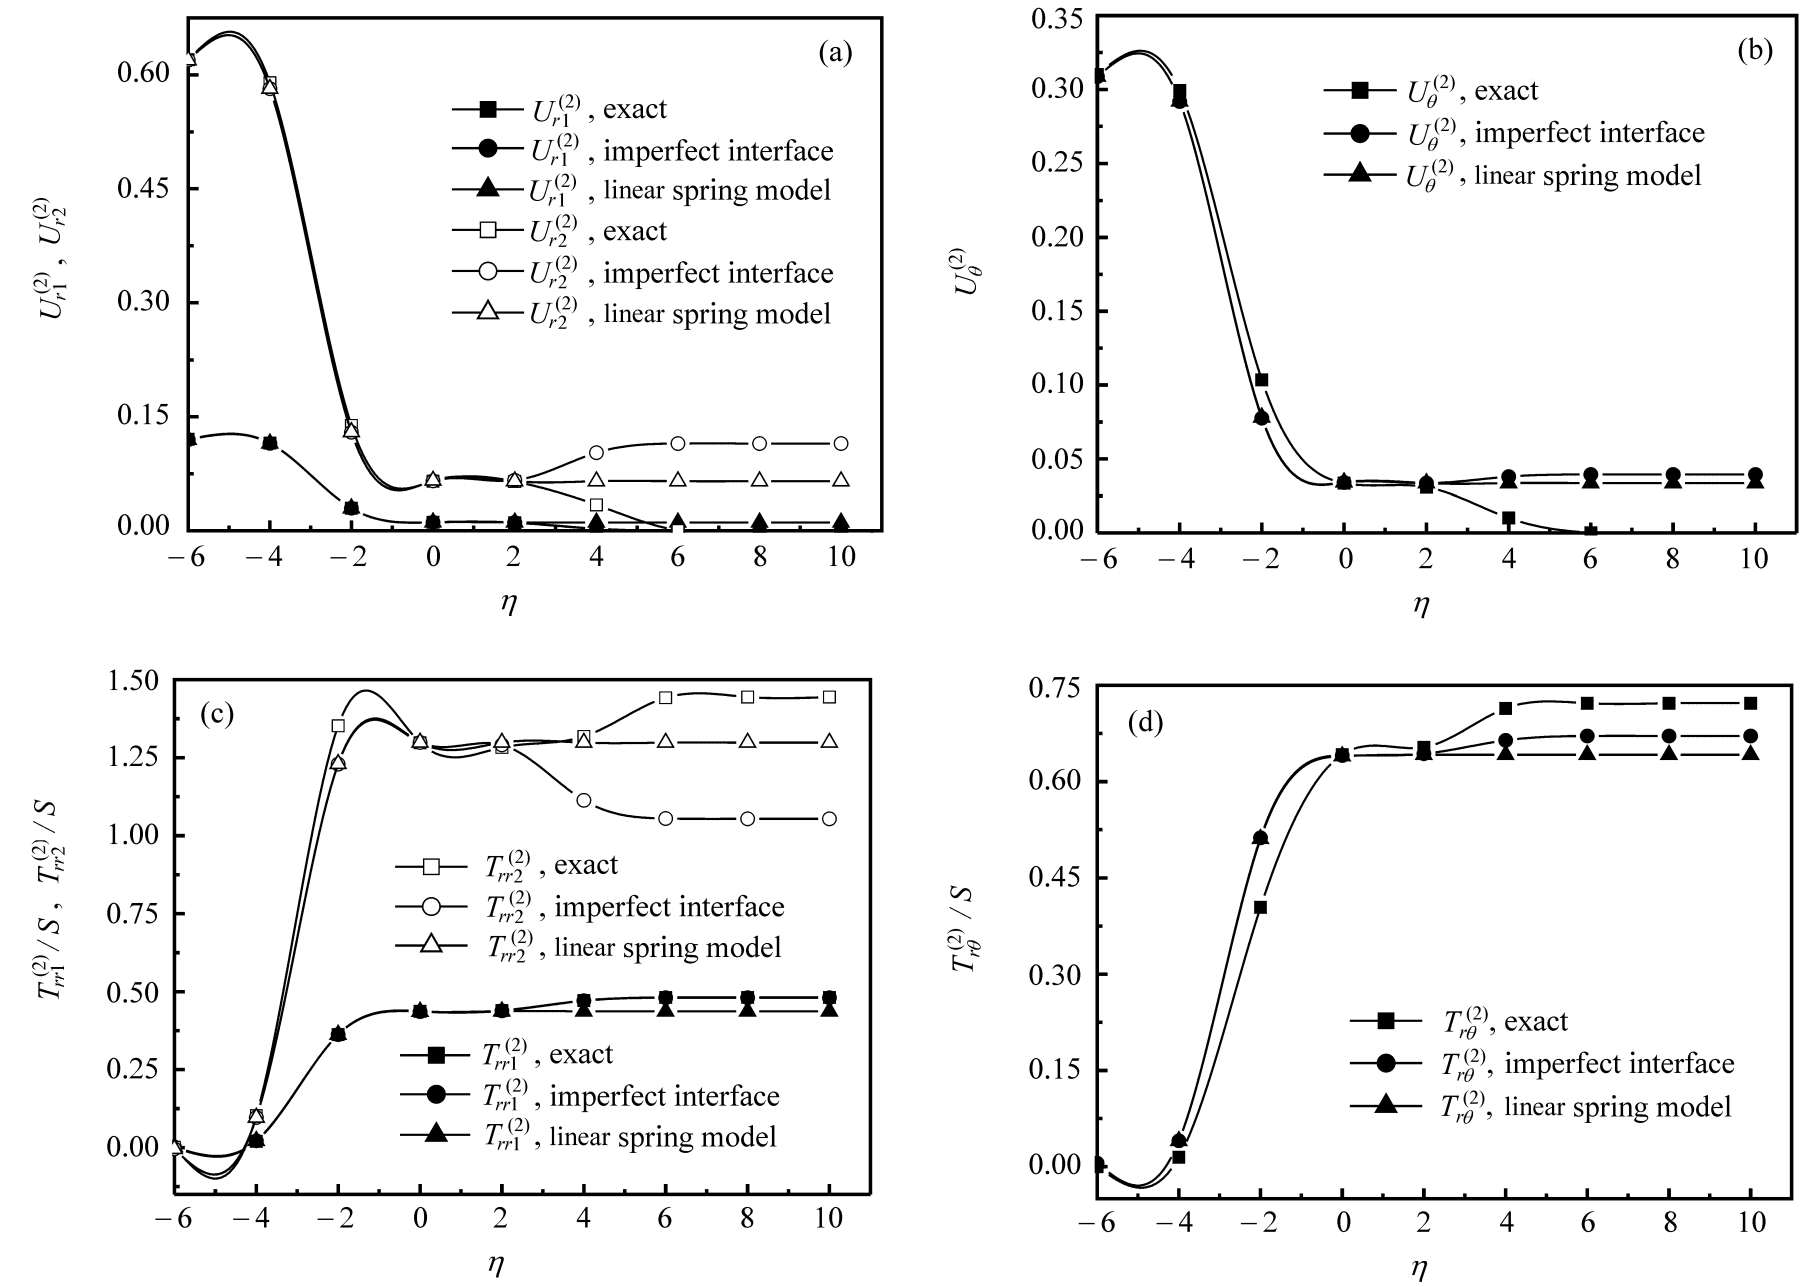 (a)
0.60
0.45
0.30
0.15
0.00
U_{r1}^{(2)}, U_{r2}^{(2)}
U_{r1}^{(2)}, exact
U_{r1}^{(2)}, imperfect interface
U_{r1}^{(2)}, linear spring model
U_{r2}^{(2)}, exact
U_{r2}^{(2)}, imperfect interface
U_{r2}^{(2)}, linear spring model
−6 −4 −2 0 2 4 6 8 10
η
(b)
0.35
0.30
0.25
0.20
0.15
0.10
0.05
0.00
U_θ^{(2)}
U_θ^{(2)}, exact
U_θ^{(2)}, imperfect interface
U_θ^{(2)}, linear spring model
−6 −4 −2 0 2 4 6 8 10
η
(c)
1.50
1.25
1.00
0.75
0.50
0.25
0.00
T_{rr1}^{(2)}/S, T_{rr2}^{(2)}/S
T_{rr2}^{(2)}, exact
T_{rr2}^{(2)}, imperfect interface
T_{rr2}^{(2)}, linear spring model
T_{rr1}^{(2)}, exact
T_{rr1}^{(2)}, imperfect interface
T_{rr1}^{(2)}, linear spring model
−6 −4 −2 0 2 4 6 8 10
η
(d)
0.75
0.60
0.45
0.30
0.15
0.00
T_{rθ}^{(2)}/S
T_{rθ}^{(2)}, exact
T_{rθ}^{(2)}, imperfect interface
T_{rθ}^{(2)}, linear spring model
−6 −4 −2 0 2 4 6 8 10
η